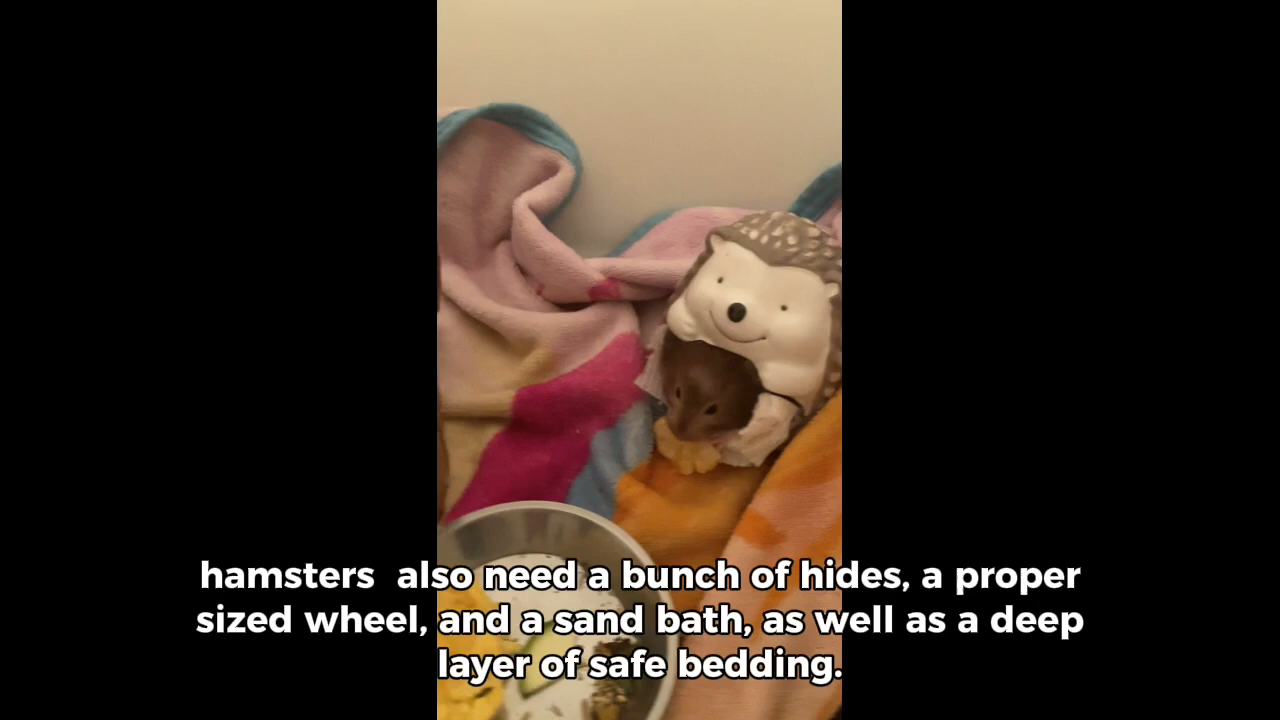 hamsters  also need a bunch of hides, a proper
sized wheel, and a sand bath, as well as a deep
layer of safe bedding.